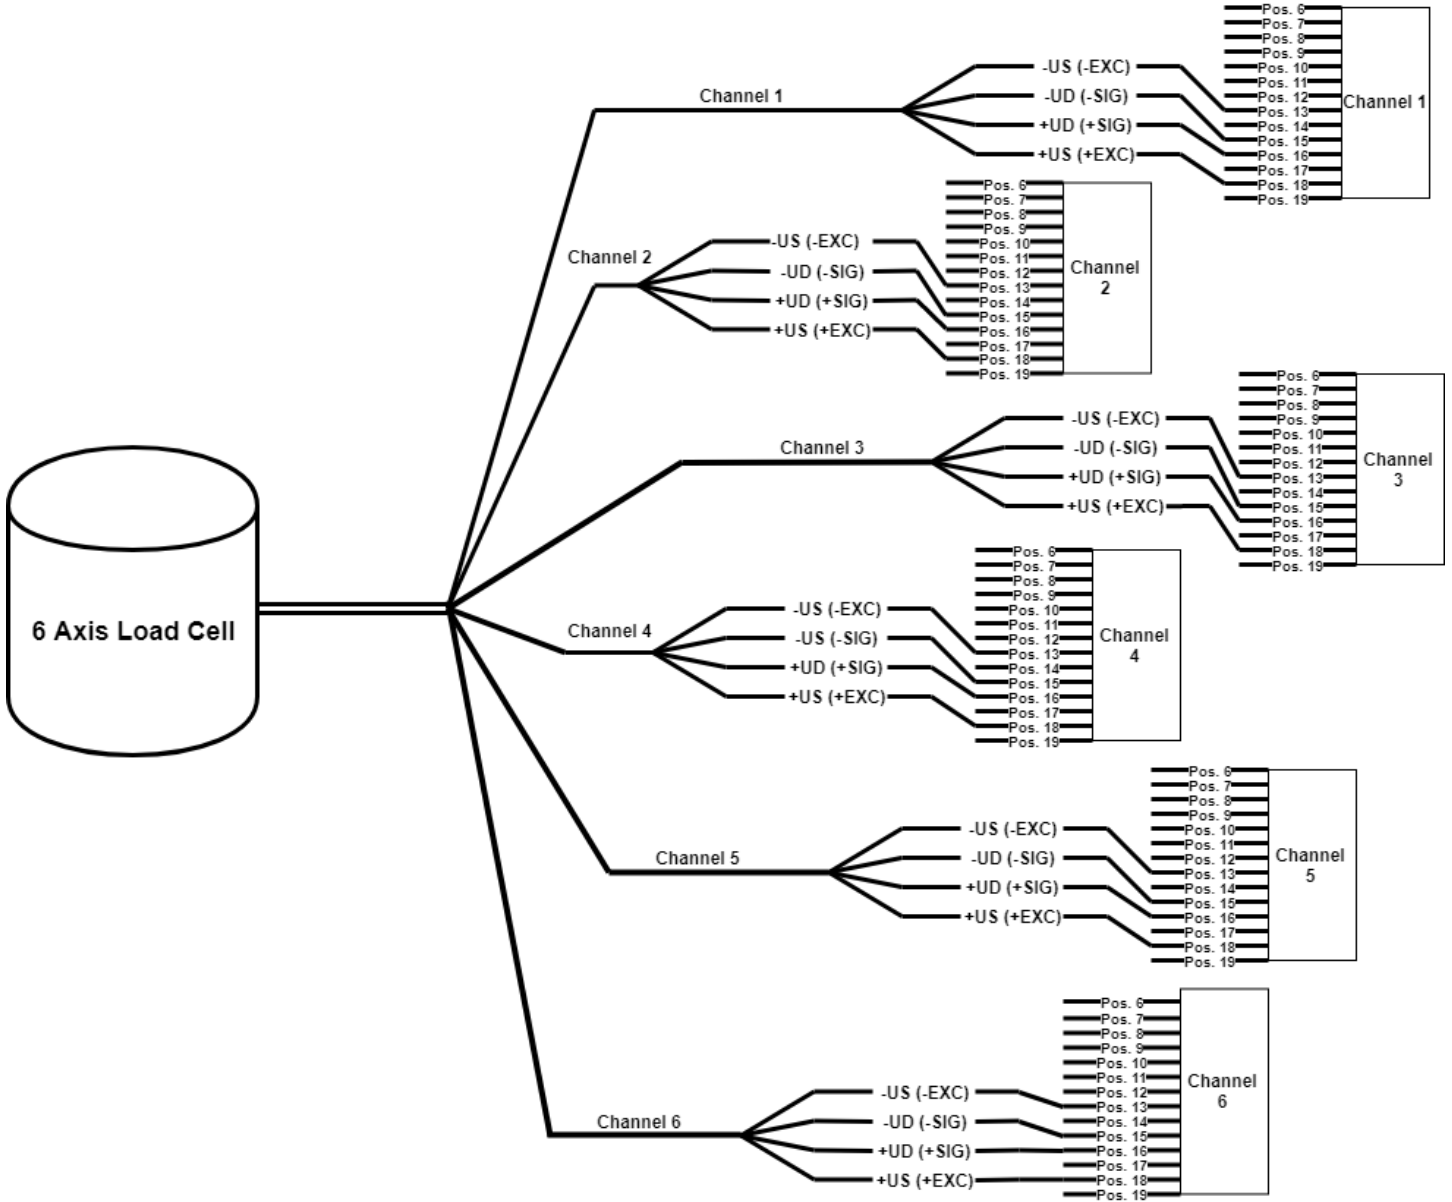 Pos. 6
Pos. 7
Pos. 8
Pos. 9
Pos. 10
Pos. 11
Pos. 12
Pos. 13
Pos. 14
Pos. 15
Pos. 16
Pos. 17
Pos. 18
Pos. 19
Channel 1
-US (-EXC)
-UD (-SIG)
+UD (+SIG)
+US (+EXC)
Channel 1
Pos. 6
Pos. 7
Pos. 8
Pos. 9
Pos. 10
Pos. 11
Pos. 12
Pos. 13
Pos. 14
Pos. 15
Pos. 16
Pos. 17
Pos. 18
Pos. 19
Channel 2
-US (-EXC)
-UD (-SIG)
+UD (+SIG)
+US (+EXC)
Channel
2
Pos. 6
Pos. 7
Pos. 8
Pos. 9
Pos. 10
Pos. 11
Pos. 12
Pos. 13
Pos. 14
Pos. 15
Pos. 16
Pos. 17
Pos. 18
Pos. 19
Channel 3
-US (-EXC)
-UD (-SIG)
+UD (+SIG)
+US (+EXC)
Channel
3
6 Axis Load Cell
Pos. 6
Pos. 7
Pos. 8
Pos. 9
Pos. 10
Pos. 11
Pos. 12
Pos. 13
Pos. 14
Pos. 15
Pos. 16
Pos. 17
Pos. 18
Pos. 19
Channel 4
-US (-EXC)
-US (-SIG)
+UD (+SIG)
+US (+EXC)
Channel
4
Pos. 6
Pos. 7
Pos. 8
Pos. 9
Pos. 10
Pos. 11
Pos. 12
Pos. 13
Pos. 14
Pos. 15
Pos. 16
Pos. 17
Pos. 18
Pos. 19
Channel 5
-US (-EXC)
-UD (-SIG)
+UD (+SIG)
+US (+EXC)
Channel
5
Pos. 6
Pos. 7
Pos. 8
Pos. 9
Pos. 10
Pos. 11
Pos. 12
Pos. 13
Pos. 14
Pos. 15
Pos. 16
Pos. 17
Pos. 18
Pos. 19
Channel 6
-US (-EXC)
-UD (-SIG)
+UD (+SIG)
+US (+EXC)
Channel
6